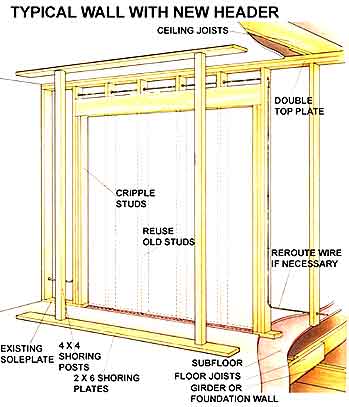 TYPICAL WALL WITH NEW HEADER
CEILING JOISTS
DOUBLE
TOP PLATE
CRIPPLE
STUDS
REUSE
OLD STUDS
REROUTE WIRE
IF NECESSARY
EXISTING
SOLEPLATE
4 X 4
SHORING
POSTS
2 X 6 SHORING
PLATES
SUBFLOOR
FLOOR JOISTS
GIRDER OR
FOUNDATION WALL